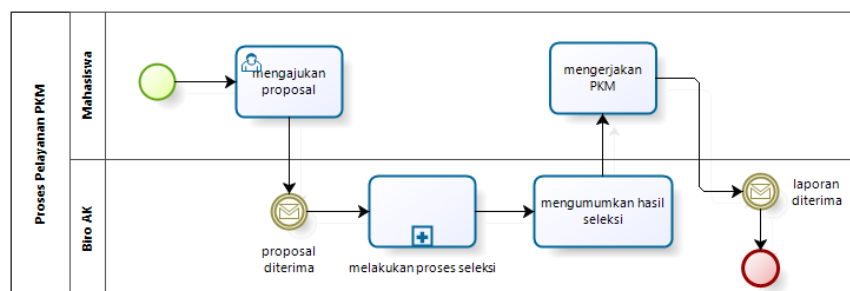 Proses Pelayanan PKM
Mahasiswa
mengajukan
proposal
mengerjakan
PKM
Biro AK
proposal
diterima
melakukan proses seleksi
mengumumkan hasil
seleksi
laporan
diterima